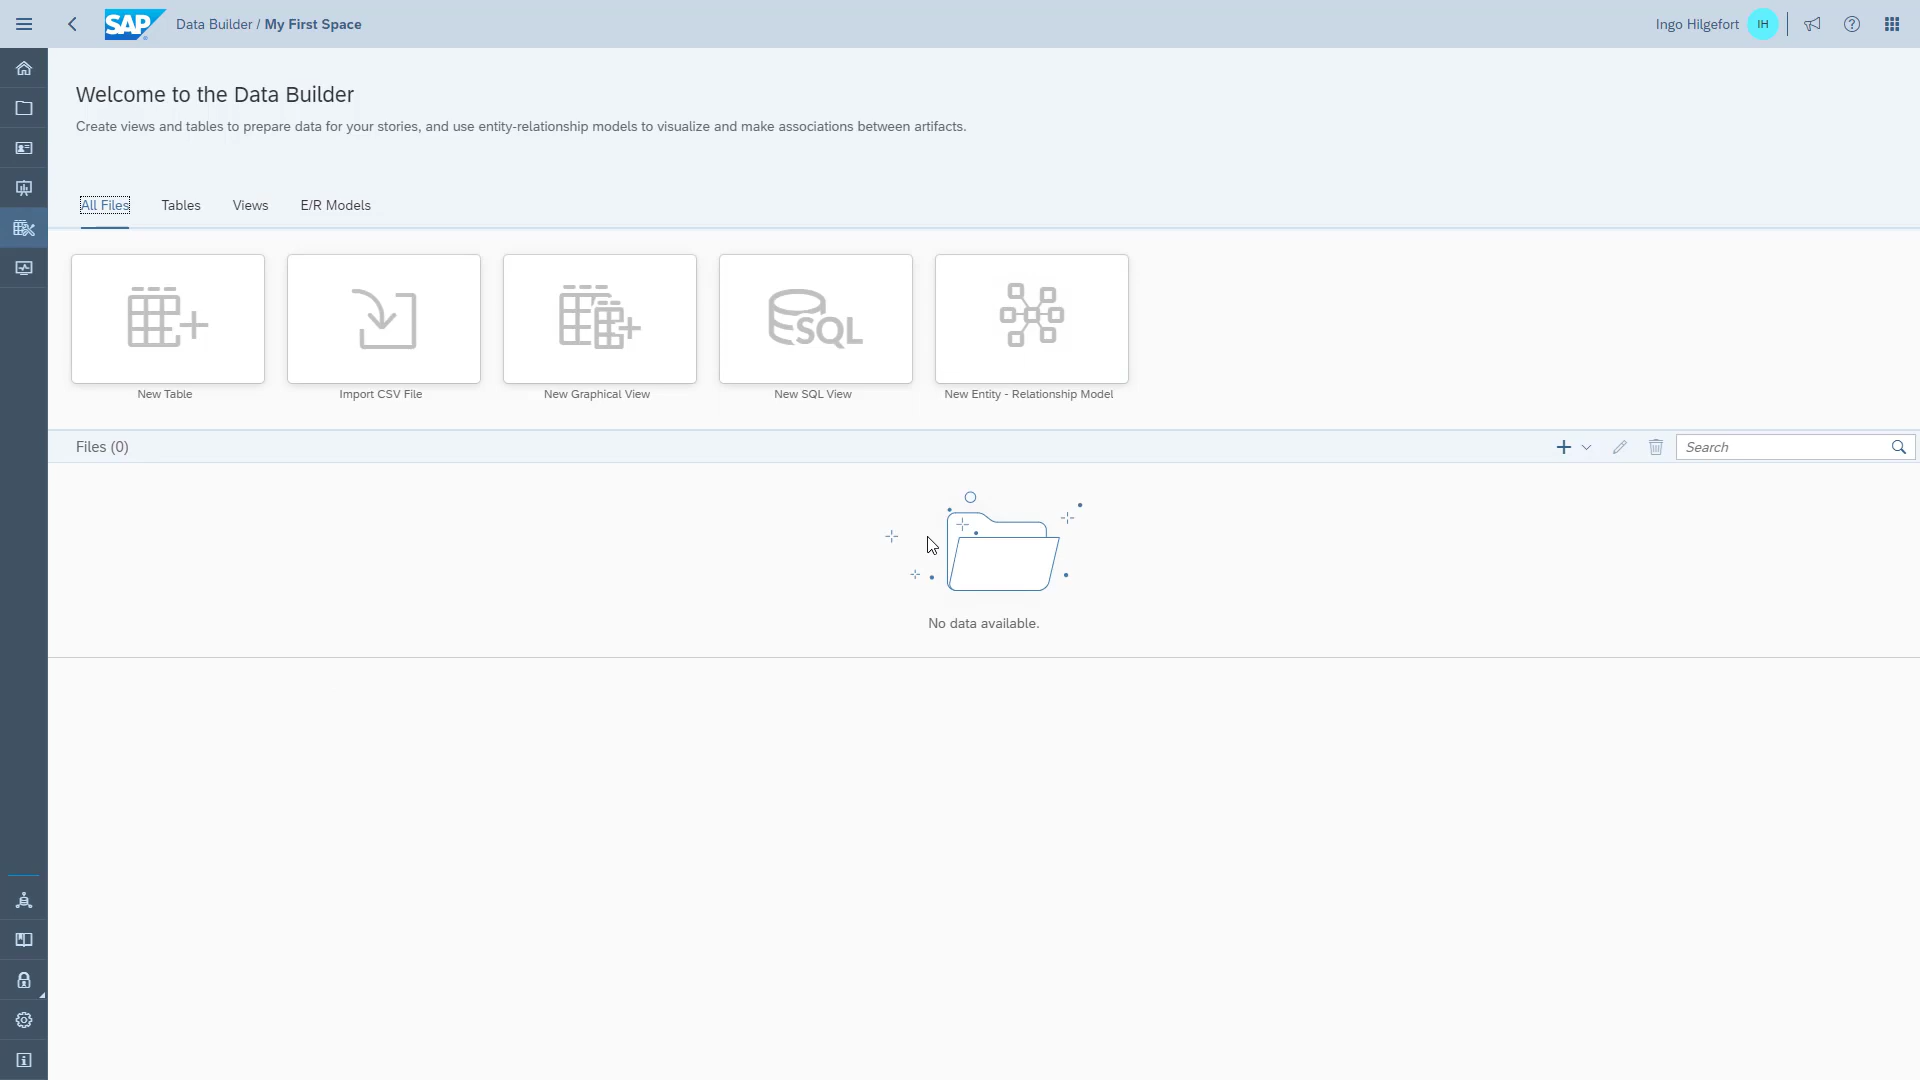 SAP
Data Builder / My First Space
Ingo Hilgefort
IH
Welcome to the Data Builder
Create views and tables to prepare data for your stories, and use entity-relationship models to visualize and make associations between artifacts.
All Files
Tables
Views
E/R Models
SQL
New Table
Import CSV File
New Graphical View
New SQL View
New Entity - Relationship Model
Files (0)
Search
No data available.